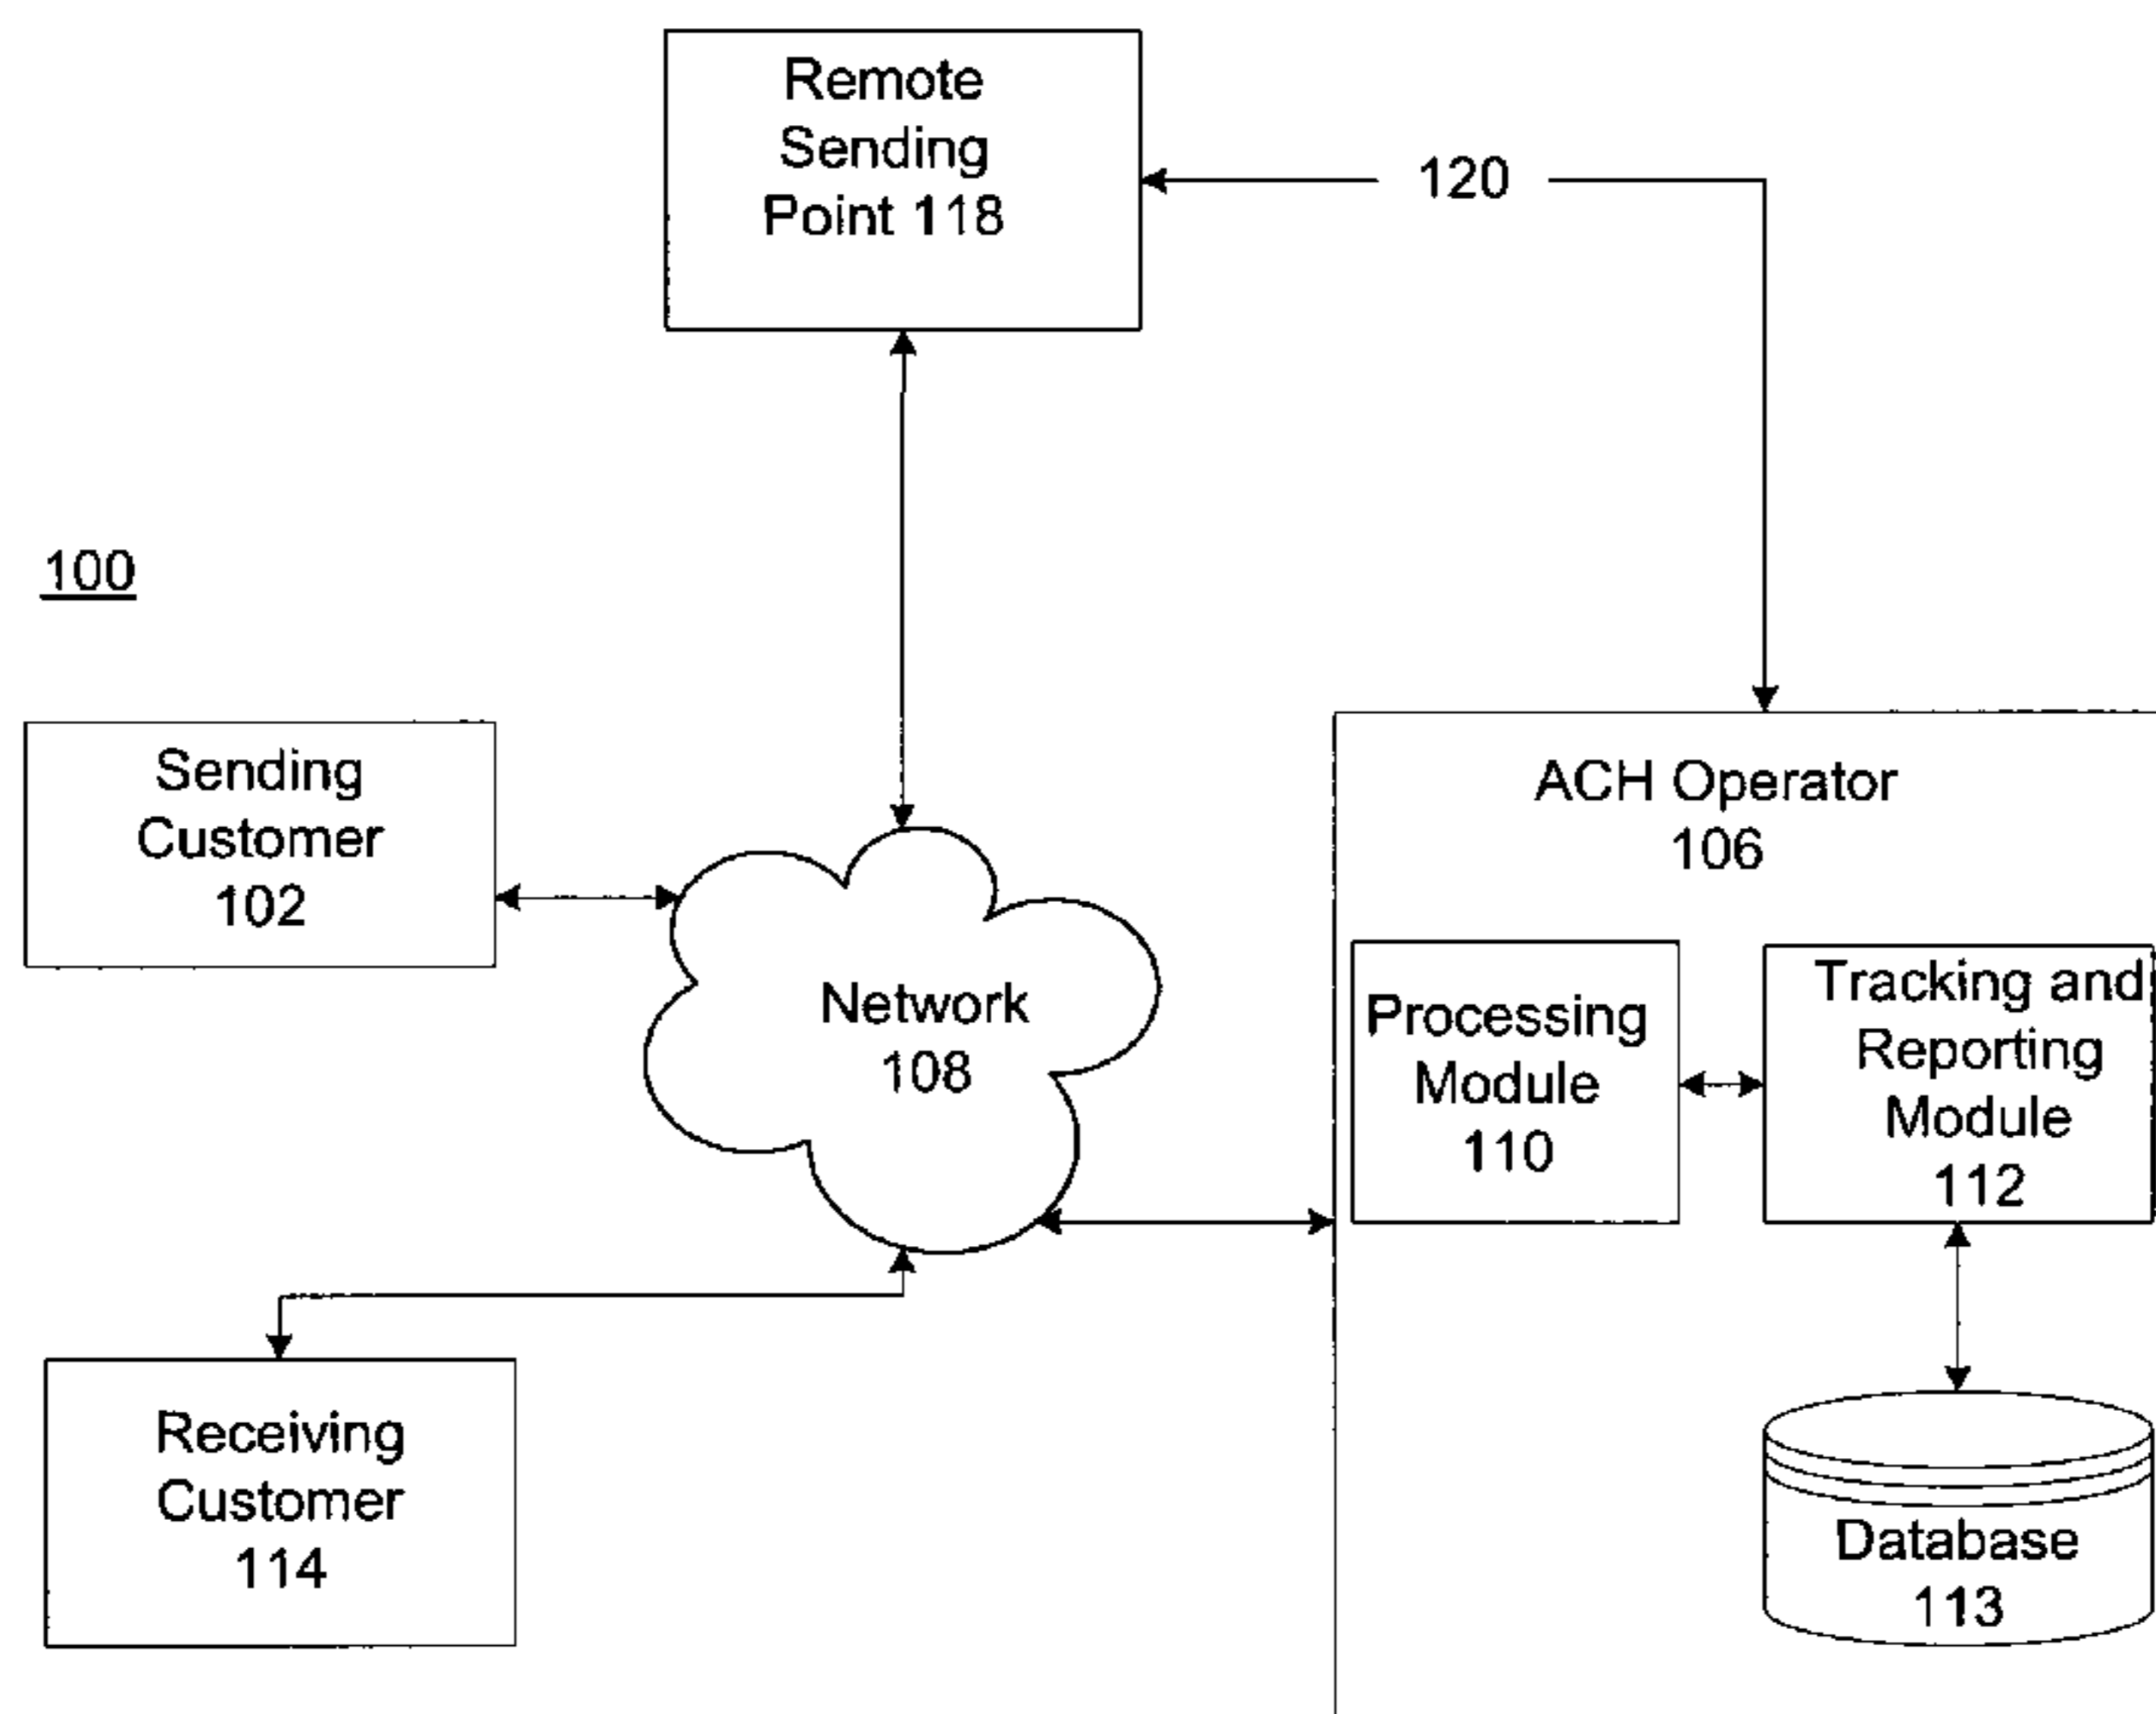 Remote
Sending
Point 118
120
100
Sending
Customer
102
ACH Operator
106
Network
108
Processing
Module
110
Tracking and
Reporting
Module
112
Receiving
Customer
114
Database
113